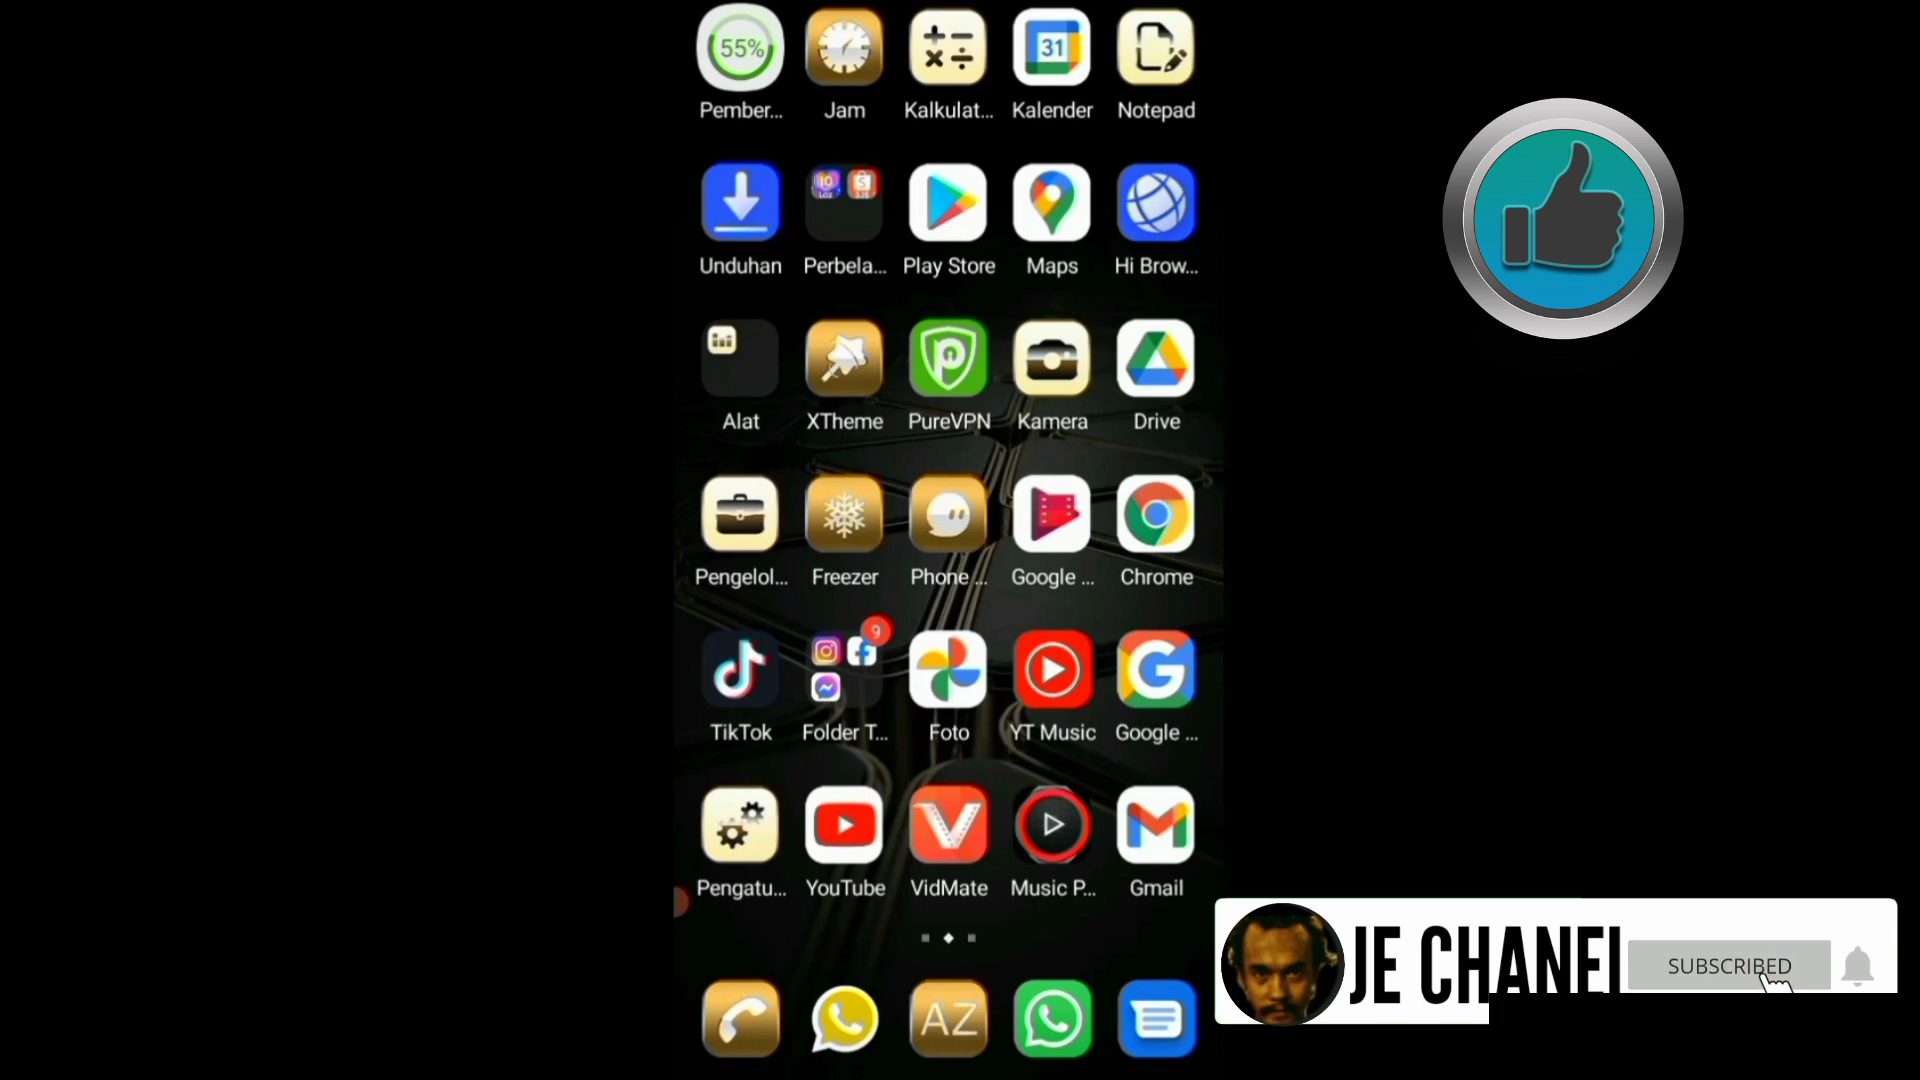 55%
31
Pember... Jam Kalkulat... Kalender Notepad
Unduhan Perbela... Play Store Maps Hi Brow...
Alat XTheme PureVPN Kamera Drive
Pengelol... Freezer Phone ... Google ... Chrome
9
TikTok Folder T... Foto YT Music Google ...
Pengatu... YouTube VidMate Music P... Gmail
AZ
JE CHANEL
SUBSCRIBED